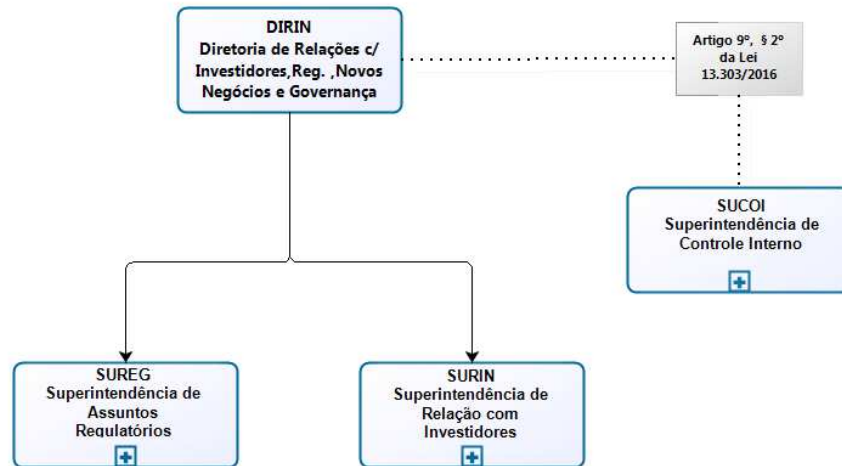 DIRIN
Diretoria de Relações c/
Investidores,Reg. ,Novos
Negócios e Governança
Artigo 9º, § 2º
da Lei
13.303/2016
SUCOI
Superintendência de
Controle Interno
SUREG
Superintendência de
Assuntos
Regulatórios
SURIN
Superintendência de
Relação com
Investidores